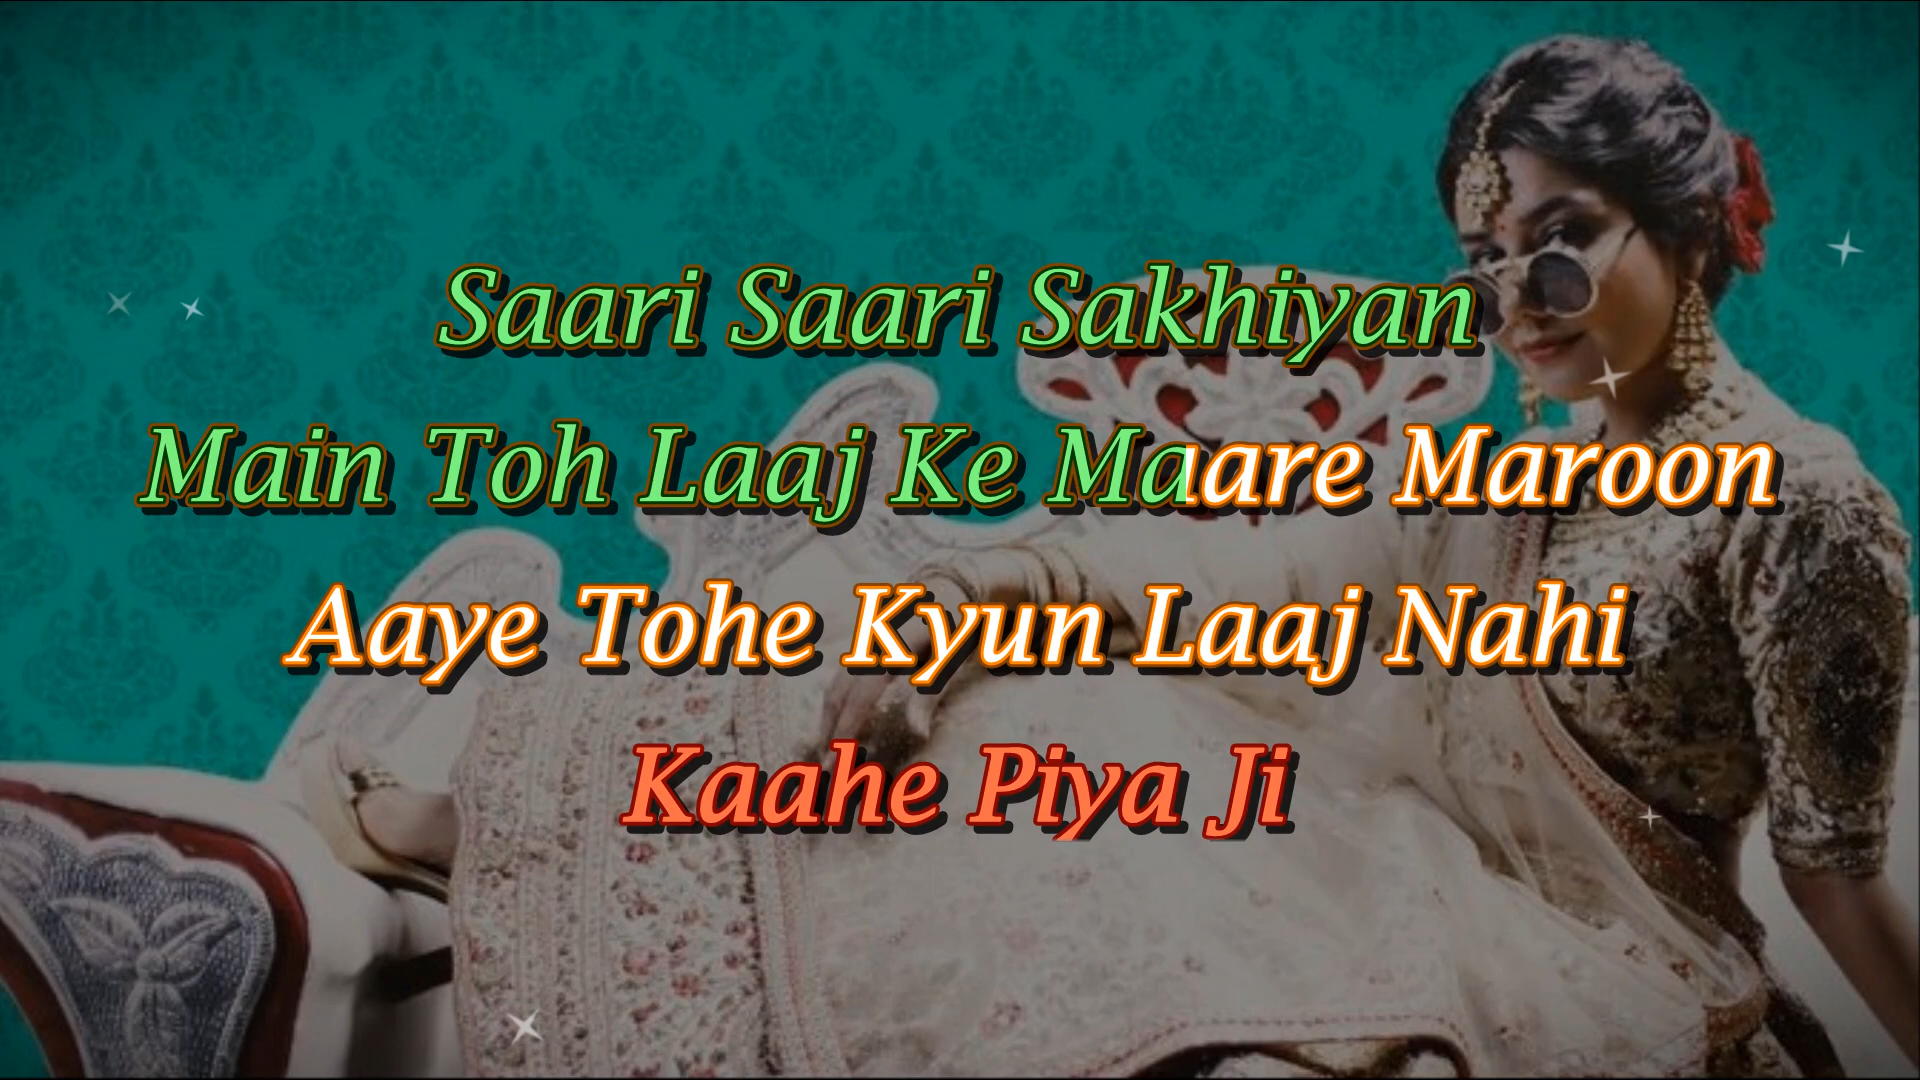 Saari Saari Sakhiyan
Main Toh Laaj Ke Maare Maroon
Aaye Tohe Kyun Laaj Nahi
Kaahe Piya Ji